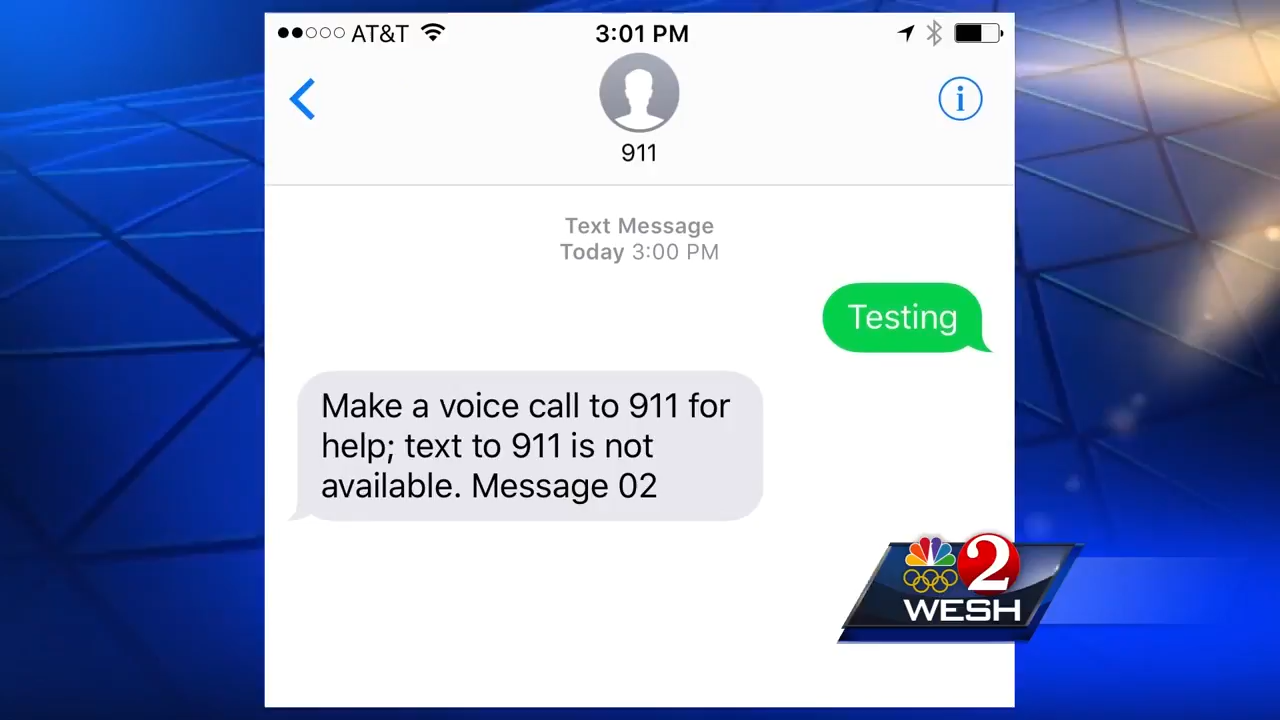 AT&T 3:01 PM
911
Text Message
Today 3:00 PM
Testing
Make a voice call to 911 for
help; text to 911 is not
available. Message 02
2
WESH